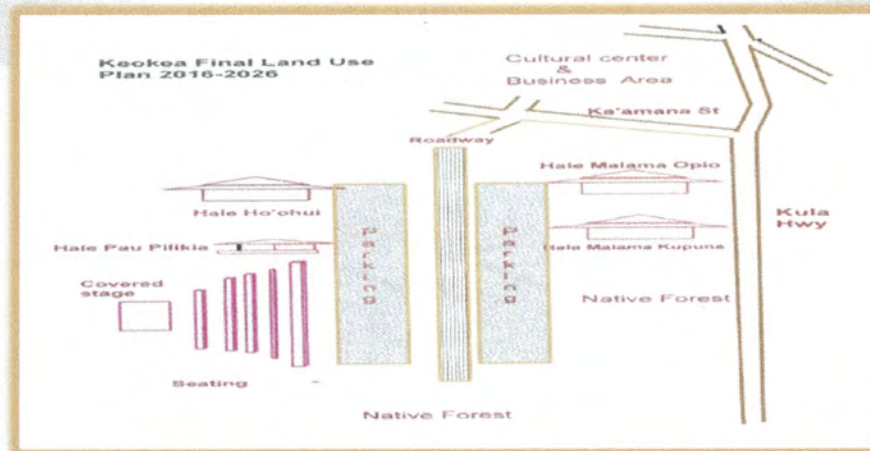 Keokea Final Land Use
Plan 2016-2026
Cultural center
&
Business Area
Ka'amana St
Roadway
Hale Malama Opio
Hale Ho'ohui
Kula
Hwy
Hale Pau Pilikia
parking
parking
Hale Malama Kupuna
Covered
stage
Native Forest
Seating
Native Forest